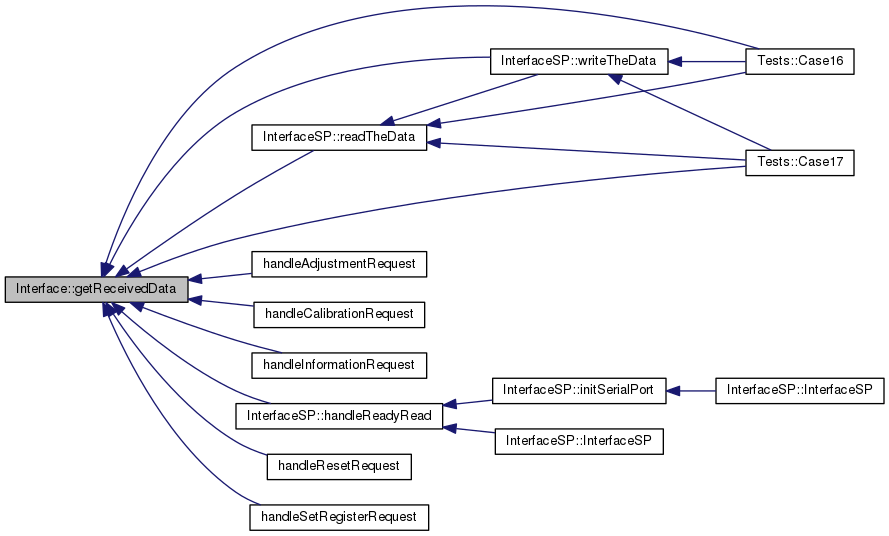 InterfaceSP::writeTheData
Tests::Case16
InterfaceSP::readTheData
Tests::Case17
handleAdjustmentRequest
Interface::getReceivedData
handleCalibrationRequest
handleInformationRequest
InterfaceSP::initSerialPort
InterfaceSP::InterfaceSP
InterfaceSP::handleReadyRead
InterfaceSP::InterfaceSP
handleResetRequest
handleSetRegisterRequest